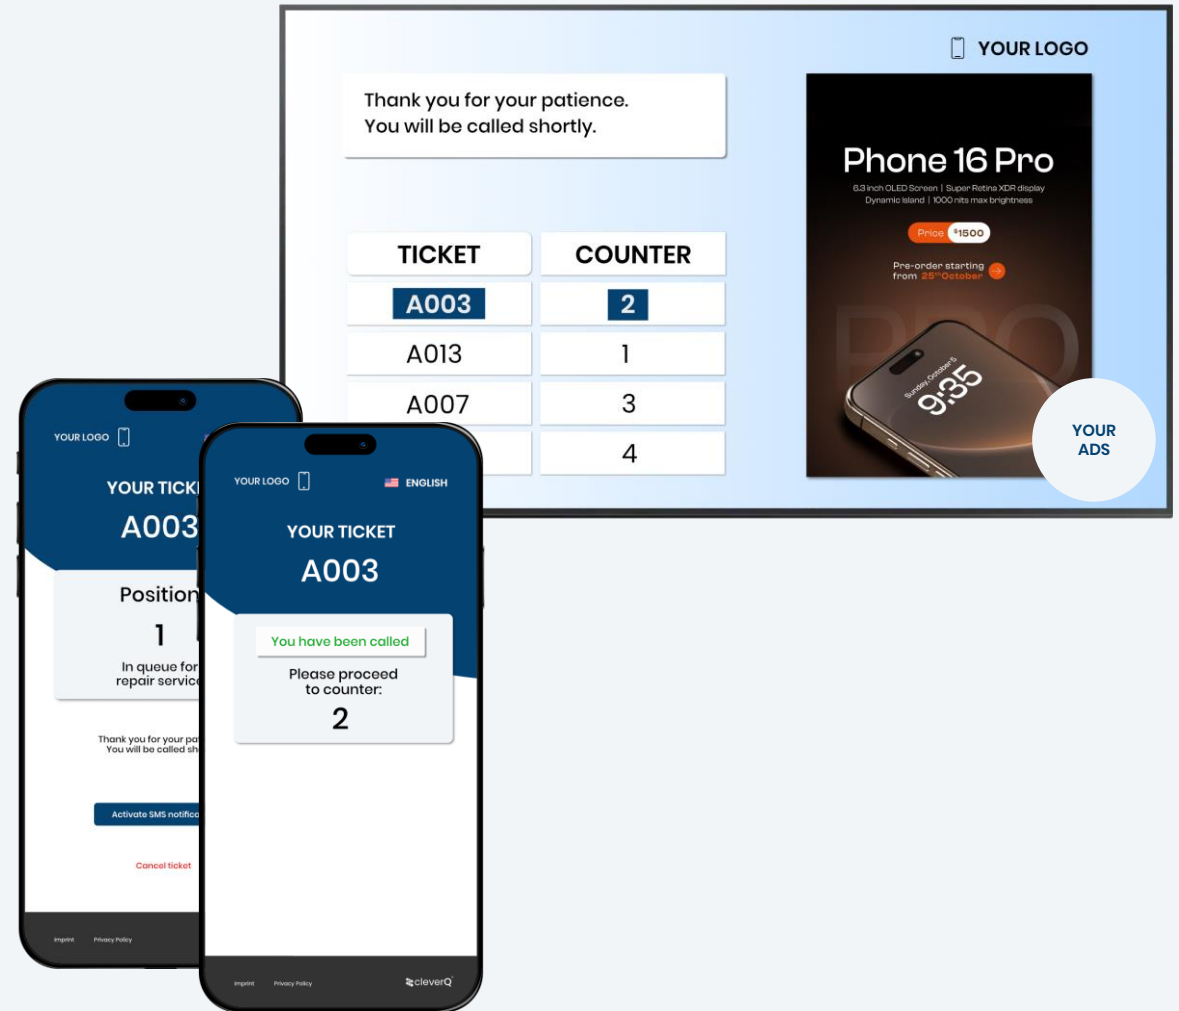 YOUR LOGO
Thank you for your patience.
You will be called shortly.
TICKET COUNTER
A003 2
A013 1
A007 3
4
Phone 16 Pro
6.3 inch OLED Screen | Super Retina XDR display
Dynamic Island | 1000 nits max brightness
Price $1500
Pre-order starting
from 25th October
PRO
Sunday, October 5
9:35
YOUR
ADS
YOUR LOGO
YOUR
A003
Position
1
In queue for
repair
Thank you for your
You will be called
Activate SMS
Cancel ticket
Imprint Privacy Policy
YOUR LOGO
ENGLISH
YOUR TICKET
A003
You have been called
Please proceed
to counter:
2
Imprint Privacy Policy
cleverQ